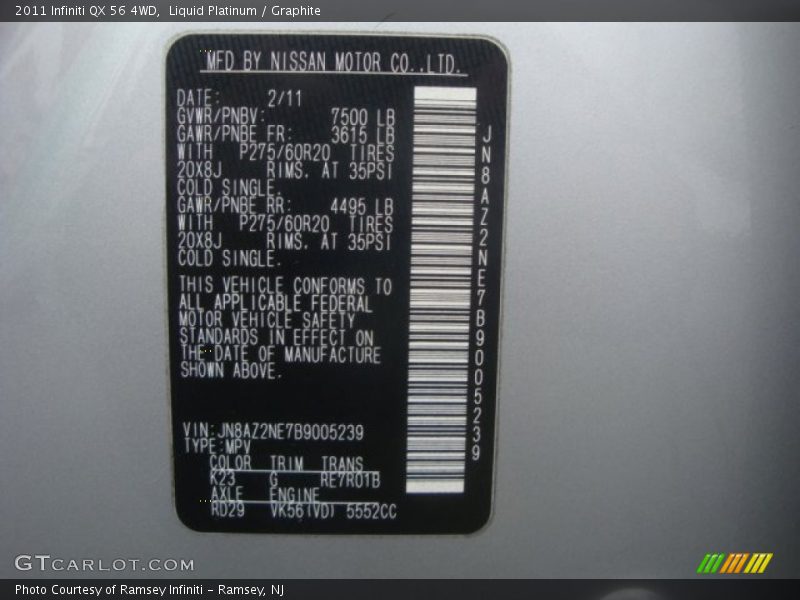 2011 Infiniti QX 56 4WD, Liquid Platinum / Graphite
MFD BY NISSAN MOTOR CO.,LTD.
DATE: 2/11
GVWR/PNBV: 7500 LB
GAWR/PNBE FR: 3615 LB
WITH P275/60R20 TIRES
20X8J RIMS. AT 35PSI
COLD SINGLE.
GAWR/PNBE RR: 4495 LB
WITH P275/60R20 TIRES
20X8J RIMS. AT 35PSI
COLD SINGLE.
THIS VEHICLE CONFORMS TO
ALL APPLICABLE FEDERAL
MOTOR VEHICLE SAFETY
STANDARDS IN EFFECT ON
THE DATE OF MANUFACTURE
SHOWN ABOVE.
VIN:JN8AZ2NE7B9005239
TYPE:MPV
COLOR TRIM TRANS
K23 G RE7R01B
AXLE ENGINE
RD29 VK56(VD) 5552CC
JN8AZ2NE7B9005239
GTCARLOT.COM
Photo Courtesy of Ramsey Infiniti - Ramsey, NJ